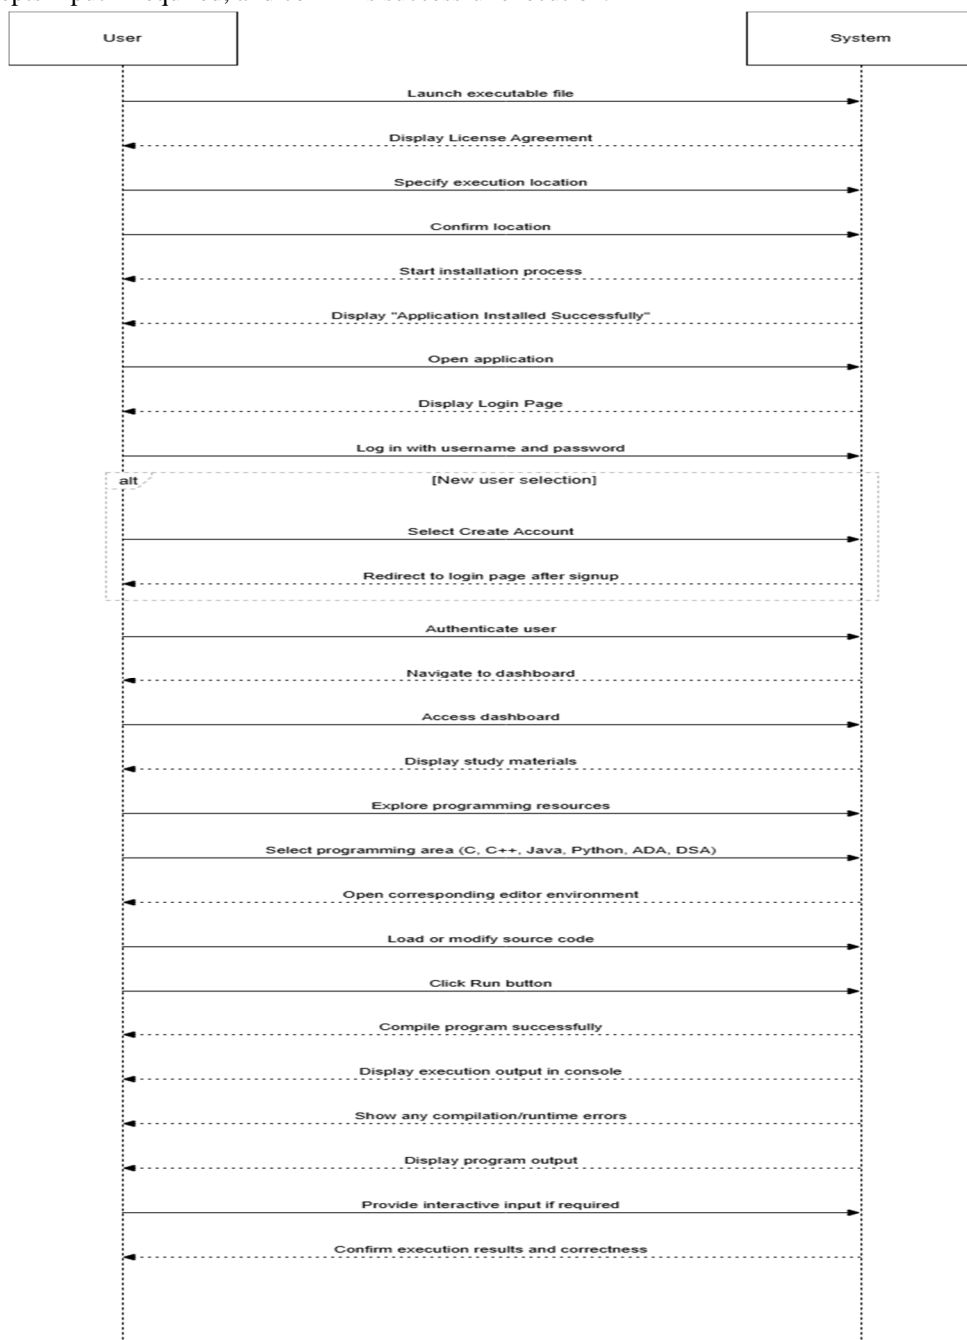 input required, and successful execution.
User
System
Launch executable file
Display License Agreement
Specify execution location
Confirm location
Start installation process
Display "Application Installed Successfully"
Open application
Display Login Page
Log in with username and password
alt
[New user selection]
Select Create Account
Redirect to login page after signup
Authenticate user
Navigate to dashboard
Access dashboard
Display study materials
Explore programming resources
Select programming area (C, C++, Java, Python, ADA, DSA)
Open corresponding editor environment
Load or modify source code
Click Run button
Compile program successfully
Display execution output in console
Show any compilation/runtime errors
Display program output
Provide interactive input if required
Confirm execution results and correctness